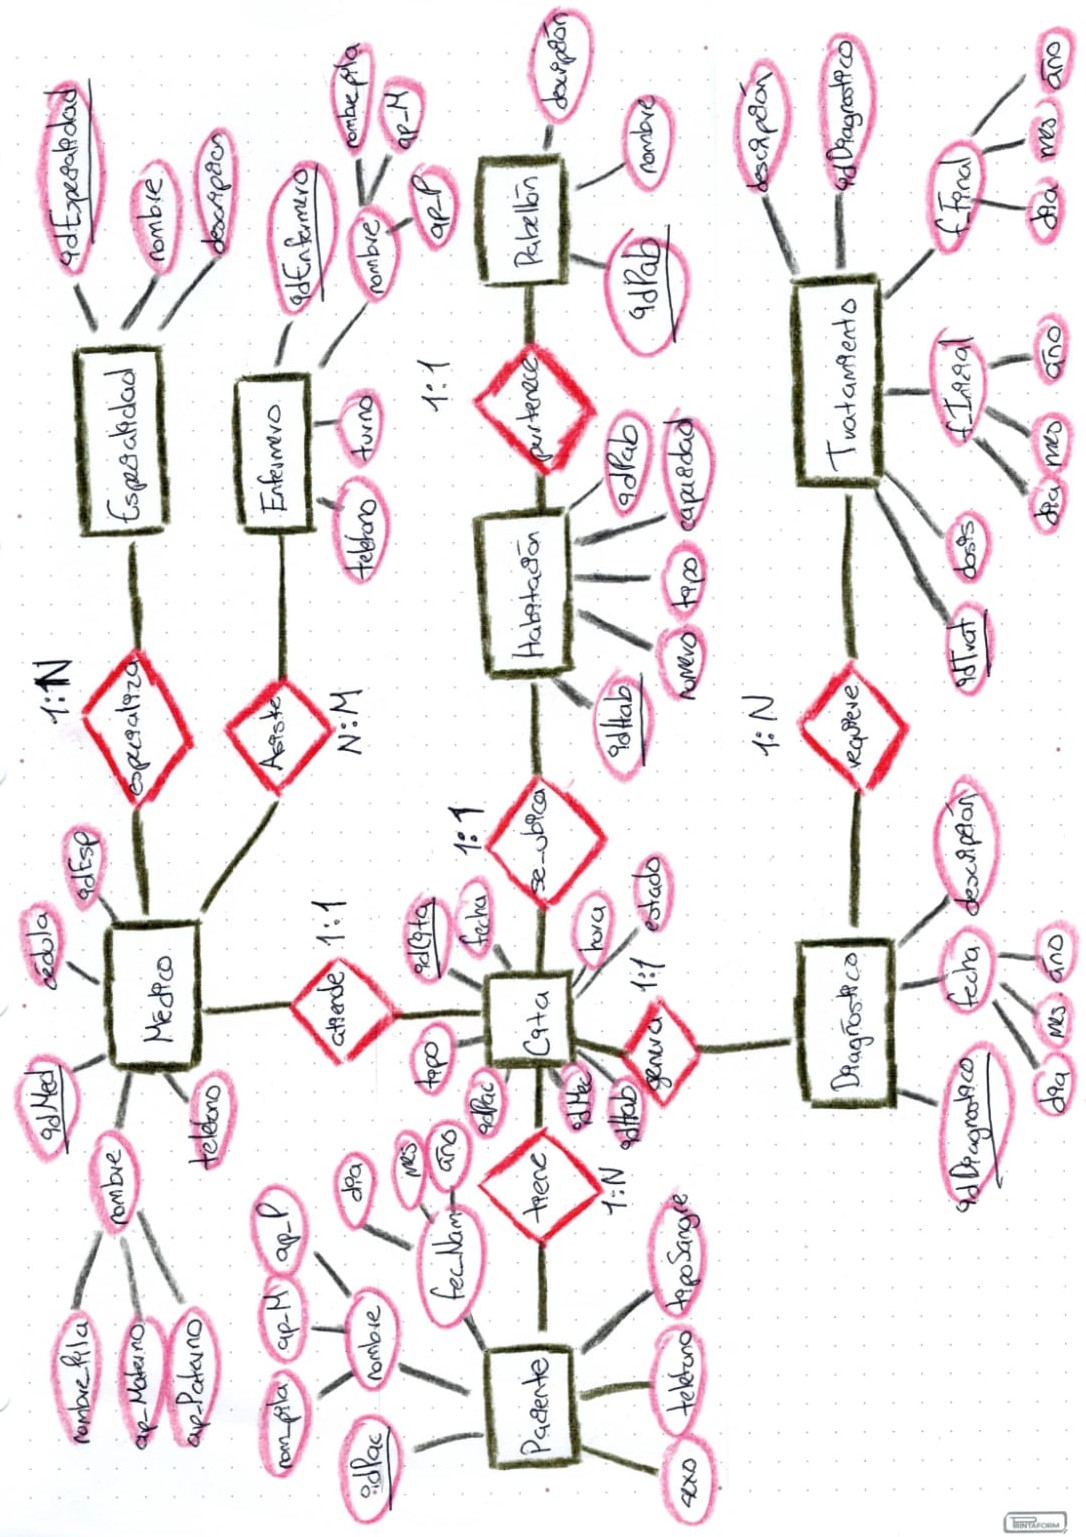 idMed
cédula
idEsp
nombre_Pila
nombre
ap_Materno
ap_Paterno
teléfono
Médico
1:N
especializa
Especialidad
idEspecialidad
nombre
descripción
Asiste
N:M
Enfermero
idEnfermero
teléfono
turno
nombre
nombrepila
ap_M
ap_P
nom_pila
ap_M
ap_P
idPac
nombre
dia
mes
año
fec_Nam
atiende
1:1
Paciente
sexo
teléfono
tipoSangre
tiene
1:N
tipo
idCita
idPac
fecha
Cita
idMec
idHab
hora
estado
1:1
se_ubica
Habitación
idHab
numero
tipo
capacidad
idPab
1:1
pertenece
Pabellón
descripción
idPab
nombre
genera
1:1
Diagnóstico
idDiagnostico
fecha
descripción
dia
mes
año
1:N
requiere
Tratamiento
descripción
idDiagnostico
idTrat
dosis
f_Inicial
f_Final
dia
mes
año
dia
mes
año
PENTAFORM